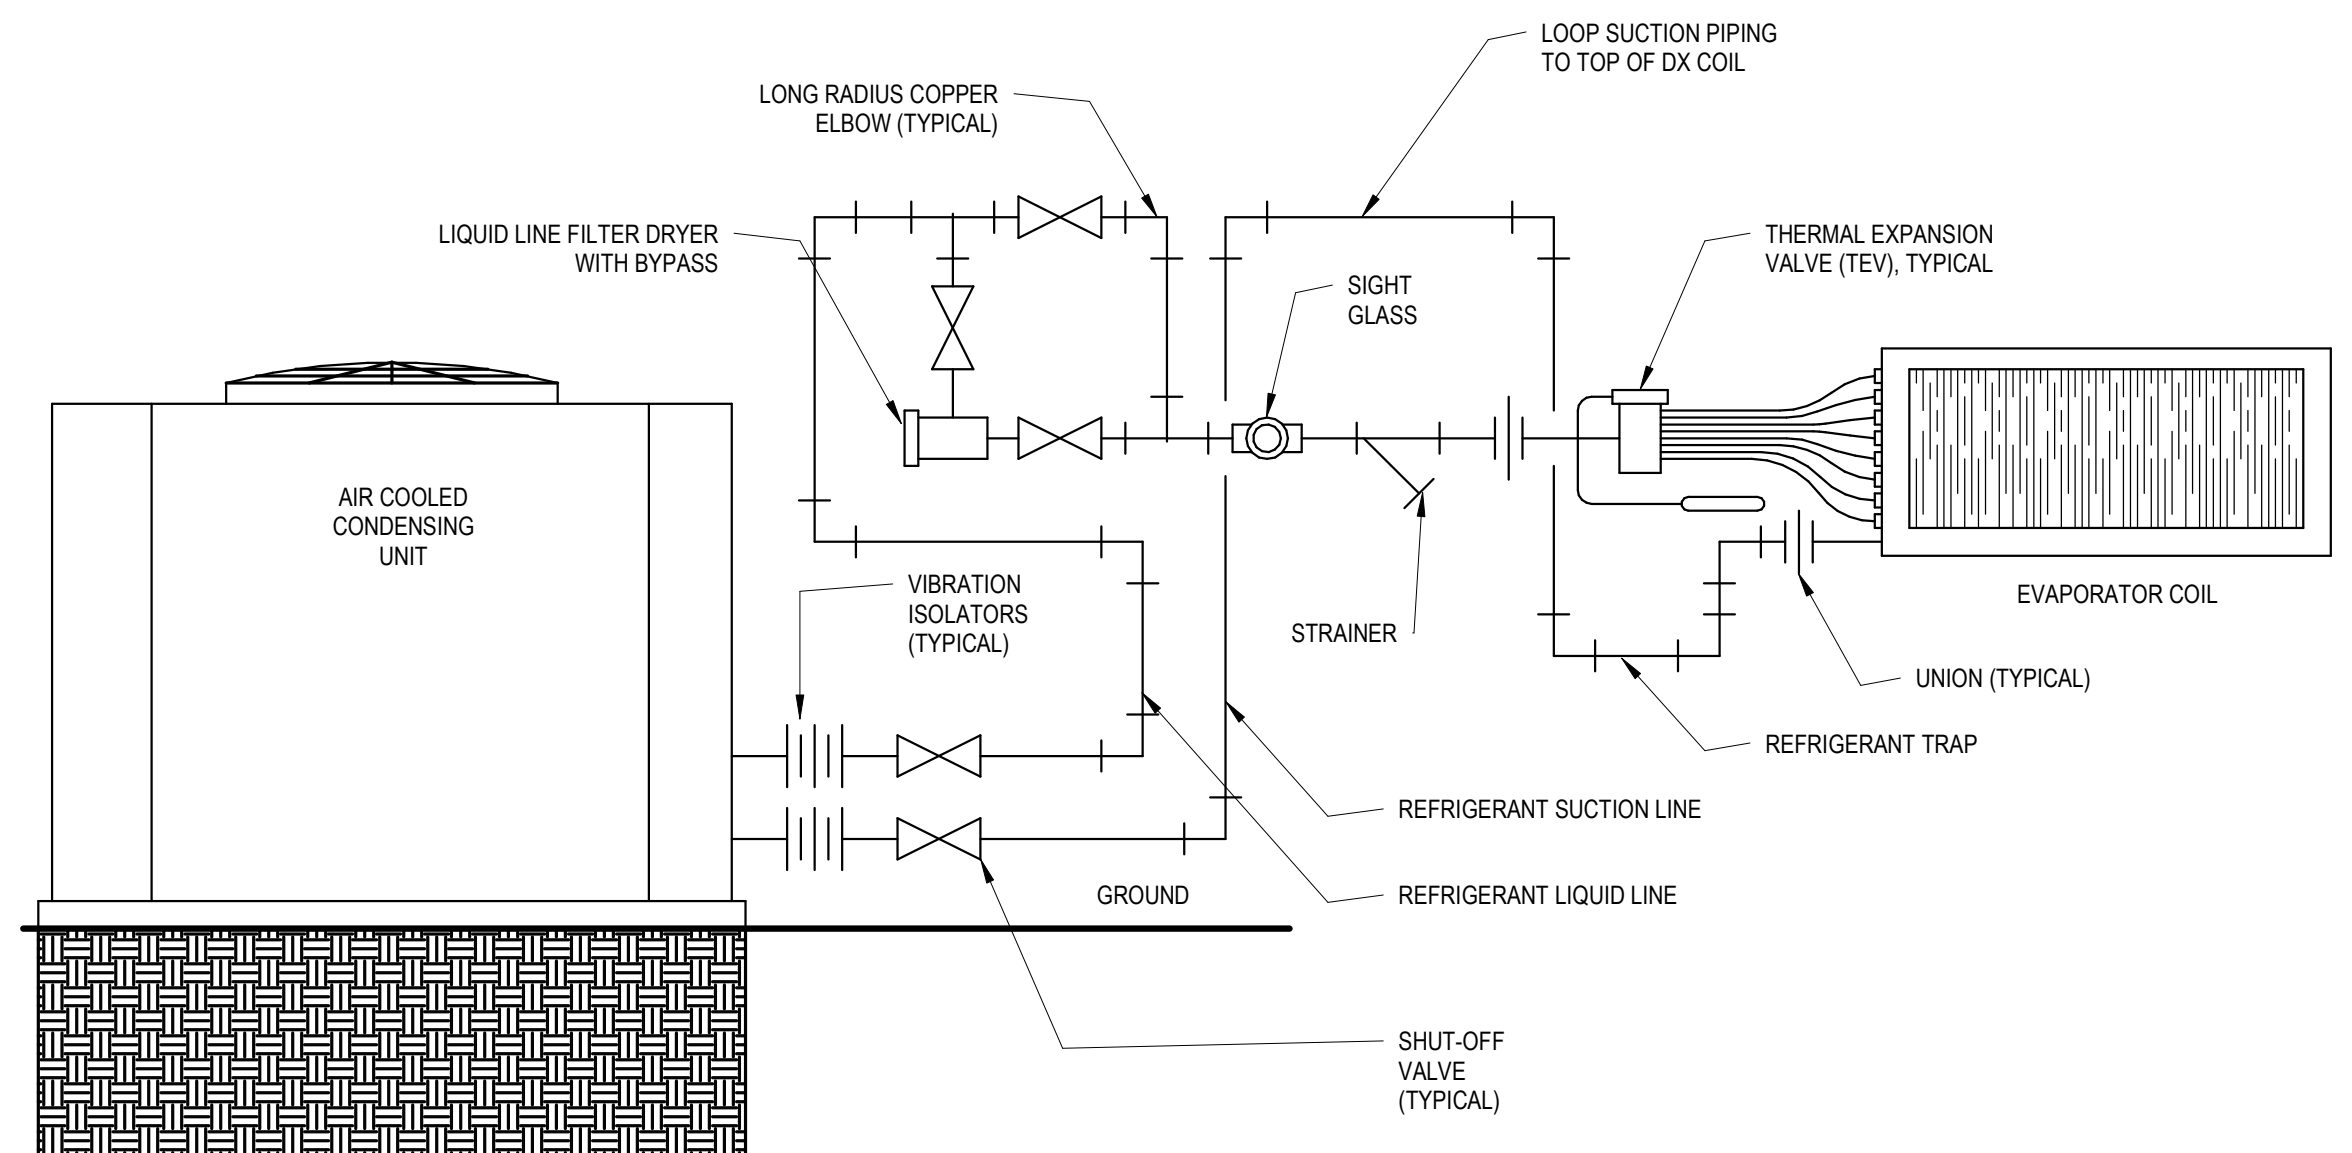 LOOP SUCTION PIPING
TO TOP OF DX COIL
LONG RADIUS COPPER
ELBOW (TYPICAL)
LIQUID LINE FILTER DRYER
WITH BYPASS
THERMAL EXPANSION
VALVE (TEV), TYPICAL
SIGHT
GLASS
AIR COOLED
CONDENSING
UNIT
VIBRATION
ISOLATORS
(TYPICAL)
STRAINER
EVAPORATOR COIL
UNION (TYPICAL)
REFRIGERANT TRAP
REFRIGERANT SUCTION LINE
GROUND
REFRIGERANT LIQUID LINE
SHUT-OFF
VALVE
(TYPICAL)